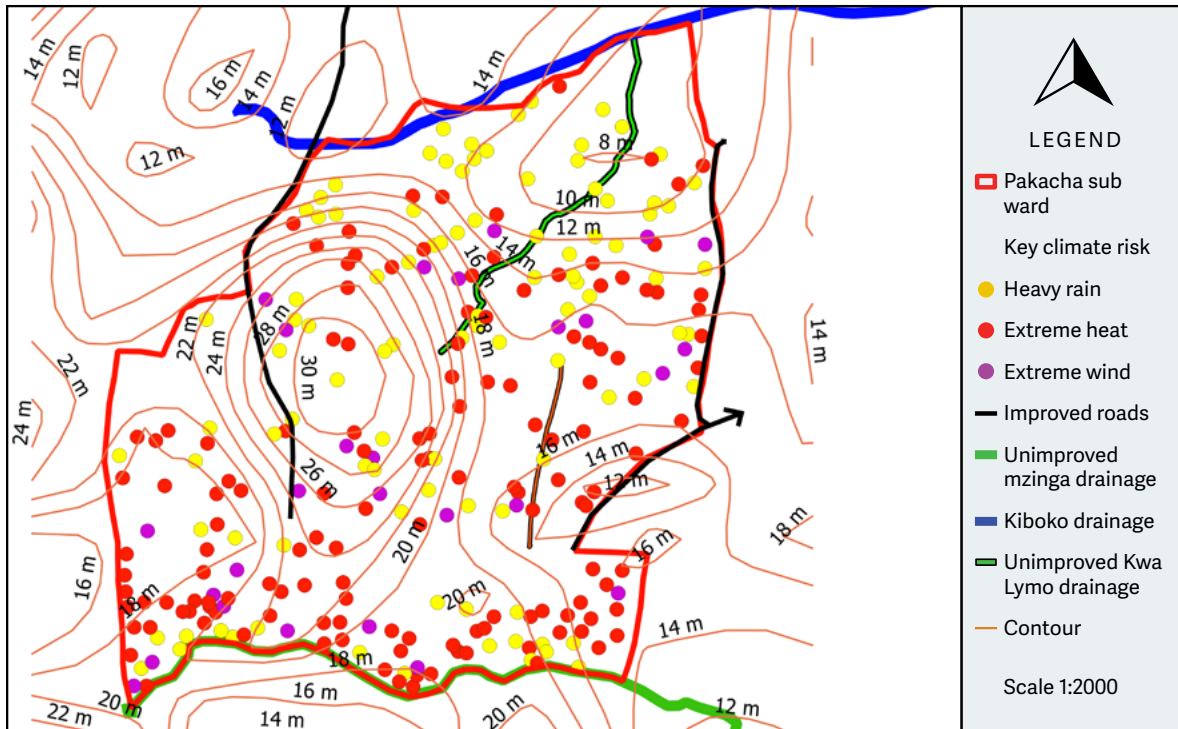 14 m
12 m
16 m
14 m
12 m
14 m
12 m
8 m
10 m
12 m
14 m
16 m
18 m
28 m
22 m
24 m
30 m
22 m
24 m
14 m
16 m
14 m
12 m
26 m
20 m
18 m
16 m
16 m
18 m
20 m
14 m
18 m
16 m
14 m
20 m
22 m
20 m
12 m
LEGEND
Pakacha sub
ward
Key climate risk
Heavy rain
Extreme heat
Extreme wind
Improved roads
Unimproved
mzinga drainage
Kiboko drainage
Unimproved Kwa
Lymo drainage
Contour
Scale 1:2000